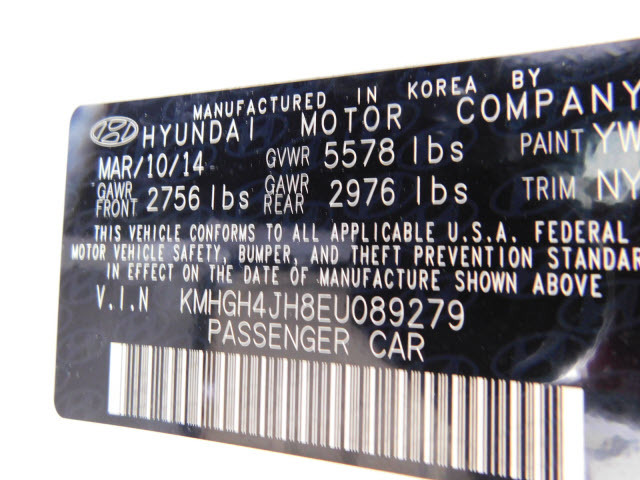 MANUFACTURED IN KOREA BY
HYUNDAI MOTOR COMPANY
MAR/10/14 GVWR 5578 lbs PAINT YW
GAWR FRONT 2756 lbs GAWR REAR 2976 lbs TRIM NY
THIS VEHICLE CONFORMS TO ALL APPLICABLE U.S.A. FEDERAL
MOTOR VEHICLE SAFETY, BUMPER, AND THEFT PREVENTION STANDAR
IN EFFECT ON THE DATE OF MANUFACTURE SHOWN ABOVE
V.I.N KMHGH4JH8EU089279
PASSENGER CAR